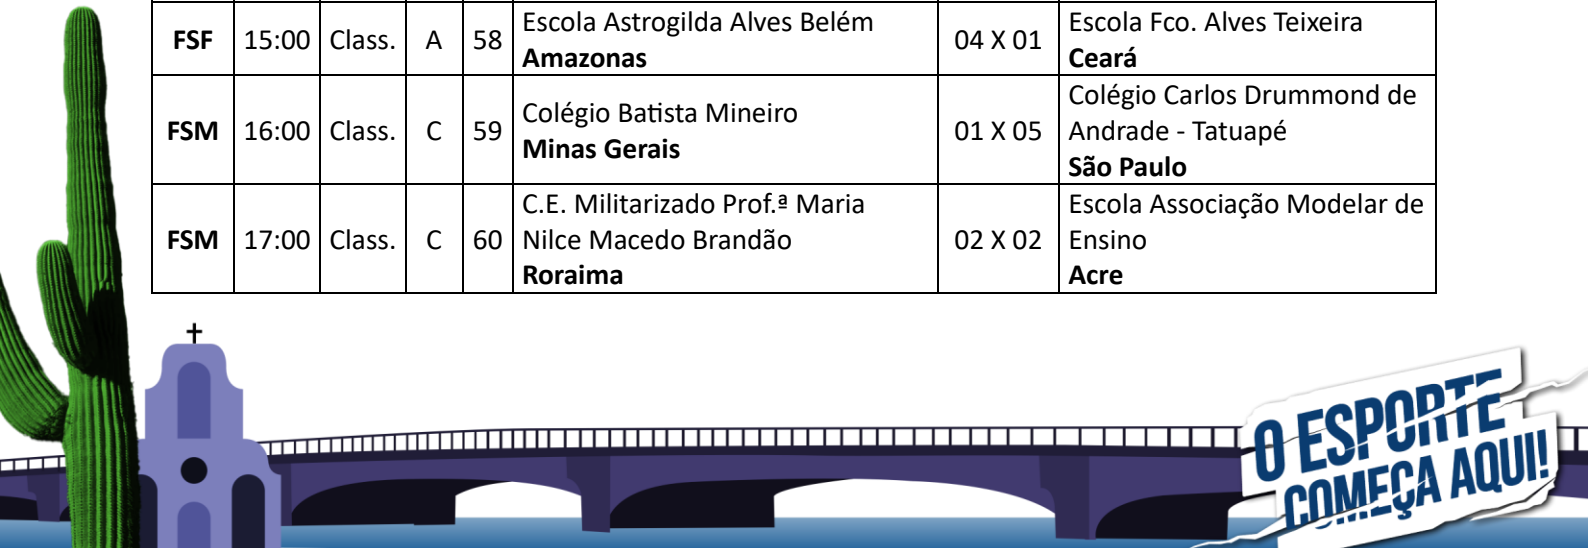 FSF 15:00 Class. A 58 Escola Astrogilda Alves Belém 04 X 01 Escola Fco. Alves Teixeira
Amazonas Ceará
FSM 16:00 Class. C 59 Colégio Batista Mineiro 01 X 05 Colégio Carlos Drummond de
Minas Gerais Andrade - Tatuapé
São Paulo
FSM 17:00 Class. C 60 C.E. Militarizado Prof.ª Maria 02 X 02 Escola Associação Modelar de
Nilce Macedo Brandão Ensino
Roraima Acre
O ESPORTE
COMEÇA AQUI!